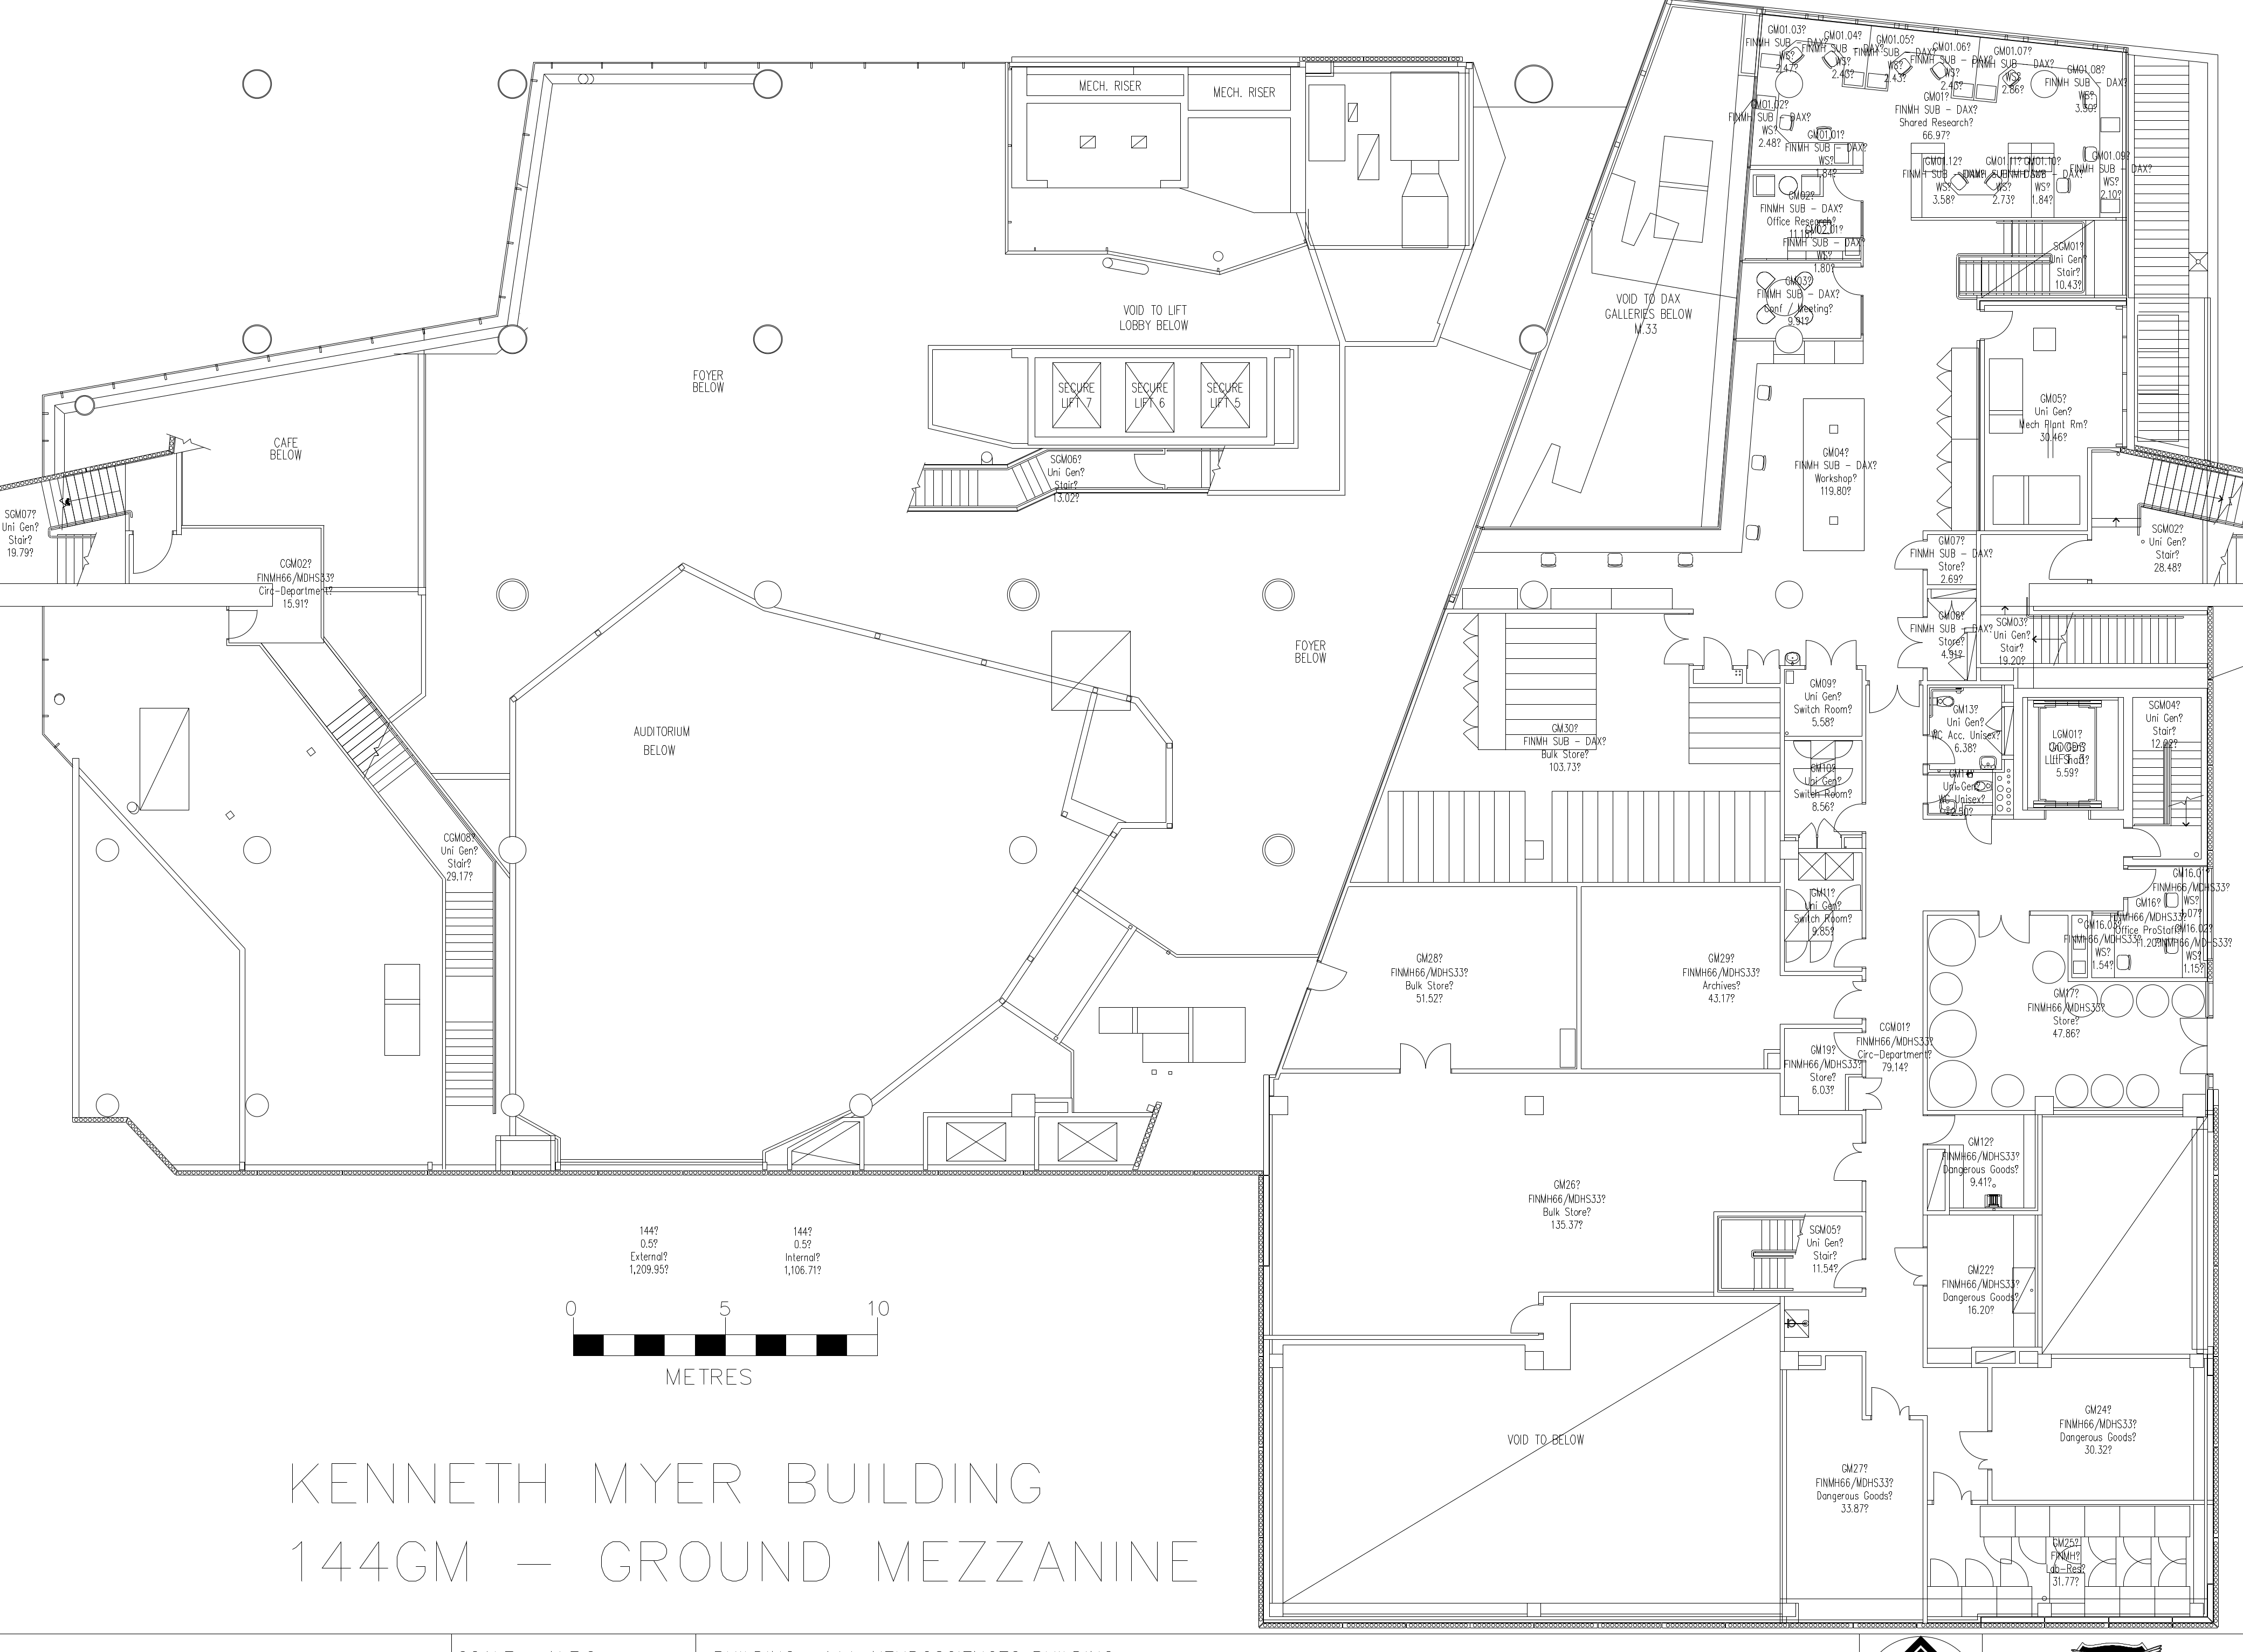 MECH. RISER
MECH. RISER
VOID TO LIFT
LOBBY BELOW
FOYER
BELOW
SECURE
LIFT 7
SECURE
LIFT 6
SECURE
LIFT 5
CAFE
BELOW
SGM06?
Uni Gen?
Stair?
13.02?
SGM07?
Uni Gen?
Stair?
19.79?
CGM02?
FINMH66/MDHS33?
Circ-Department?
15.91?
FOYER
BELOW
AUDITORIUM
BELOW
CGM08?
Uni Gen?
Stair?
29.17?
VOID TO DAX
GALLERIES BELOW
M.33
GM01.03?
FINMH SUB - DAX?
WS?
2.47?
GM01.04?
FINMH SUB - DAX?
WS?
2.43?
GM01.05?
FINMH SUB - DAX?
WS?
2.43?
GM01.06?
FINMH SUB - DAX?
WS?
2.43?
GM01.07?
FINMH SUB - DAX?
WS?
2.86?
GM01.08?
FINMH SUB - DAX?
WS?
3.30?
GM01?
FINMH SUB - DAX?
Shared Research?
66.97?
GM01.02?
FINMH SUB - DAX?
WS?
2.48?
GM01.01?
FINMH SUB - DAX?
WS?
1.84?
GM01.12?
FINMH SUB - DAX?
WS?
3.58?
GM01.11?
FINMH SUB - DAX?
WS?
2.73?
GM01.10?
FINMH SUB - DAX?
WS?
1.84?
GM01.09?
FINMH SUB - DAX?
WS?
2.10?
GM02?
FINMH SUB - DAX?
Office Research?
11.18?
GM02.01?
FINMH SUB - DAX?
WS?
1.80?
GM03?
FINMH SUB - DAX?
Conf / Meeting?
9.91?
SGM01?
Uni Gen?
Stair?
10.43?
GM05?
Uni Gen?
Mech Plant Rm?
30.46?
GM04?
FINMH SUB - DAX?
Workshop?
119.80?
GM07?
FINMH SUB - DAX?
Store?
2.69?
SGM02?
Uni Gen?
Stair?
28.48?
GM08?
FINMH SUB - DAX?
Store?
4.91?
SGM03?
Uni Gen?
Stair?
19.20?
GM09?
Uni Gen?
Switch Room?
5.58?
GM30?
FINMH SUB - DAX?
Bulk Store?
103.73?
GM13?
Uni Gen?
WC Acc. Unisex?
6.38?
LGM01?
Uni Gen?
Lift Shaft?
5.59?
SGM04?
Uni Gen?
Stair?
12.22?
GM10?
Uni Gen?
Switch Room?
8.56?
Uni Gen?
WC Unisex?
2.50?
GM11?
Uni Gen?
Switch Room?
9.85?
FINMH66/MDHS33?
WS?
GM16?
FINMH66/MDHS33?
Office ProStaff?
11.20?
GM16.02?
FINMH66/MDHS33?
WS?
1.15?
GM16.03?
FINMH66/MDHS33?
WS?
1.54?
GM28?
FINMH66/MDHS33?
Bulk Store?
51.52?
GM29?
FINMH66/MDHS33?
Archives?
43.17?
GM17?
FINMH66/MDHS33?
Store?
47.86?
CGM01?
FINMH66/MDHS33?
Circ-Department?
79.14?
GM19?
FINMH66/MDHS33?
Store?
6.03?
GM12?
FINMH66/MDHS33?
Dangerous Goods?
9.41?
GM26?
FINMH66/MDHS33?
Bulk Store?
135.37?
SGM05?
Uni Gen?
Stair?
11.54?
GM22?
FINMH66/MDHS33?
Dangerous Goods?
16.20?
GM24?
FINMH66/MDHS33?
Dangerous Goods?
30.32?
VOID TO BELOW
GM27?
FINMH66/MDHS33?
Dangerous Goods?
33.87?
GM25?
FINMH?
Lab-Res?
31.77?
144?
0.5?
External?
1,209.95?
144?
0.5?
Internal?
1,106.71?
0 5 10
METRES
KENNETH MYER BUILDING
144GM - GROUND MEZZANINE